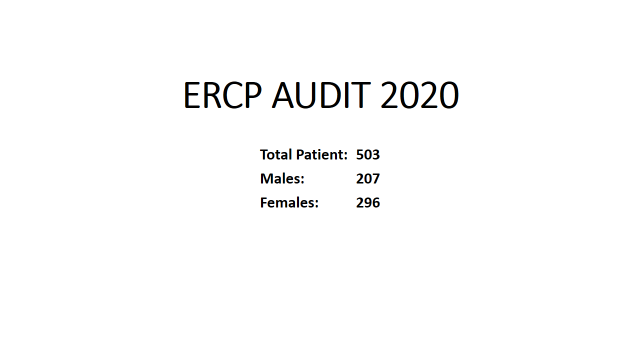 ERCP AUDIT 2020
Total Patient: 503
Males: 207
Females: 296